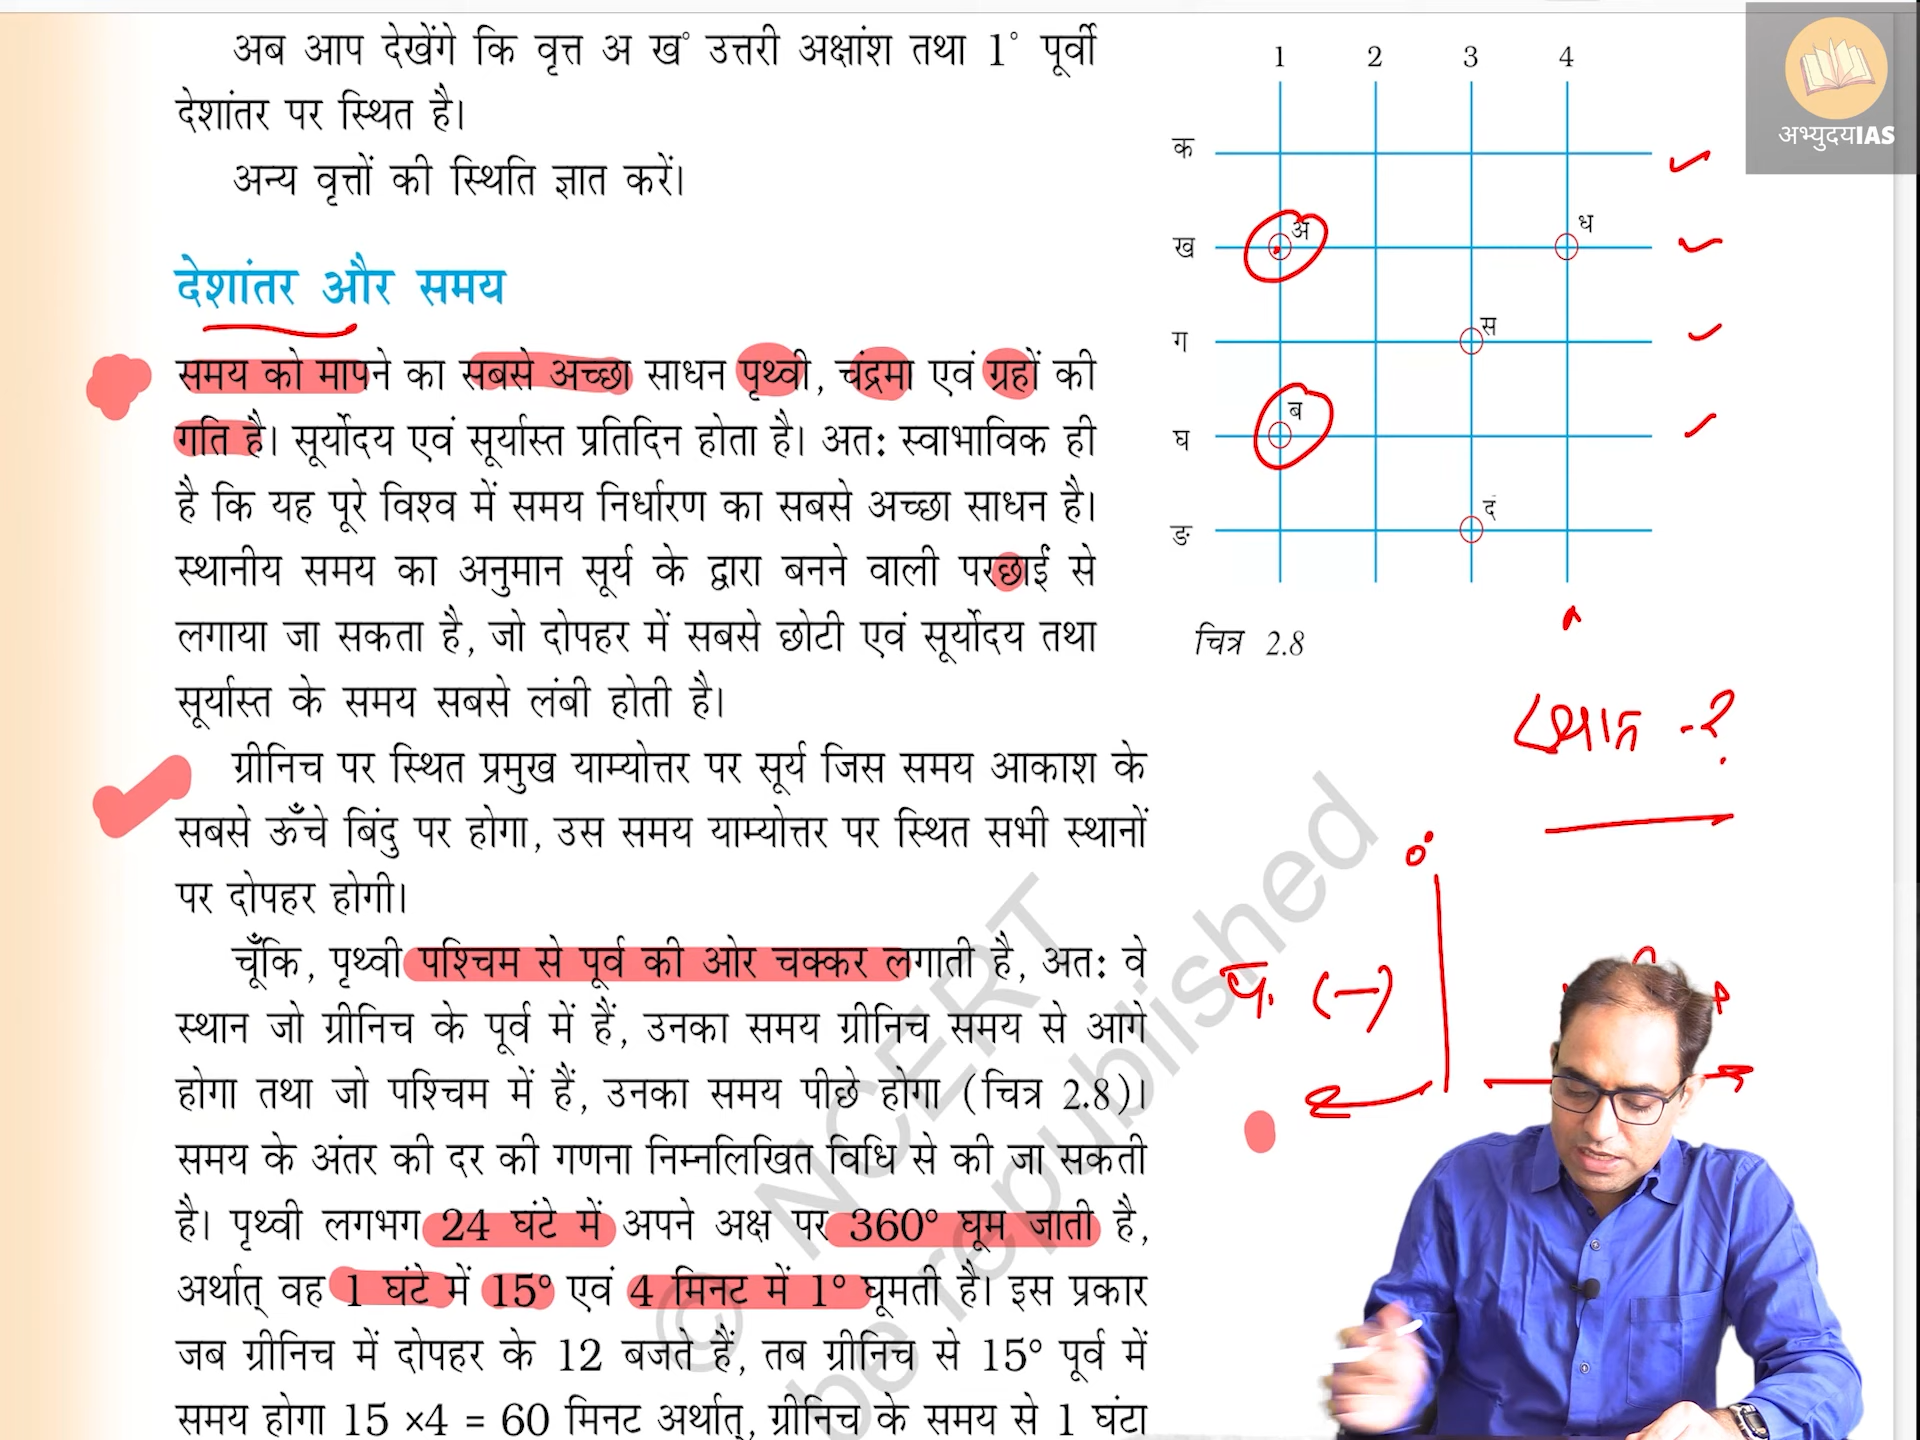 अब आप देखेंगे कि वृत्त अ ख° उत्तरी अक्षांश तथा 1° पूर्वी
देशांतर पर स्थित है।
अन्य वृत्तों की स्थिति ज्ञात करें।
देशांतर और समय
समय को मापने का सबसे अच्छा साधन पृथ्वी, चंद्रमा एवं ग्रहों की
गति है। सूर्योदय एवं सूर्यास्त प्रतिदिन होता है। अतः स्वाभाविक ही
है कि यह पूरे विश्व में समय निर्धारण का सबसे अच्छा साधन है।
स्थानीय समय का अनुमान सूर्य के द्वारा बनने वाली परछाईं से
लगाया जा सकता है, जो दोपहर में सबसे छोटी एवं सूर्योदय तथा
सूर्यास्त के समय सबसे लंबी होती है।
ग्रीनिच पर स्थित प्रमुख याम्योत्तर पर सूर्य जिस समय आकाश के
सबसे ऊँचे बिंदु पर होगा, उस समय याम्योत्तर पर स्थित सभी स्थानों
पर दोपहर होगी।
चूँकि, पृथ्वी पश्चिम से पूर्व की ओर चक्कर लगाती है, अतः वे
स्थान जो ग्रीनिच के पूर्व में हैं, उनका समय ग्रीनिच समय से आगे
होगा तथा जो पश्चिम में हैं, उनका समय पीछे होगा (चित्र 2.8)।
समय के अंतर की दर की गणना निम्नलिखित विधि से की जा सकती
है। पृथ्वी लगभग 24 घंटे में अपने अक्ष पर 360° घूम जाती है,
अर्थात् वह 1 घंटे में 15° एवं 4 मिनट में 1° घूमती है। इस प्रकार
जब ग्रीनिच में दोपहर के 12 बजते हैं, तब ग्रीनिच से 15° पूर्व में
समय होगा 15 ×4 = 60 मिनट अर्थात्, ग्रीनिच के समय से 1 घंटा
1 2 3 4
क
ख अ ध
ग स
घ ब
ङ द
चित्र 2.8
0°
प. (−)
अभ्युदयIAS
© NCERT
be republished